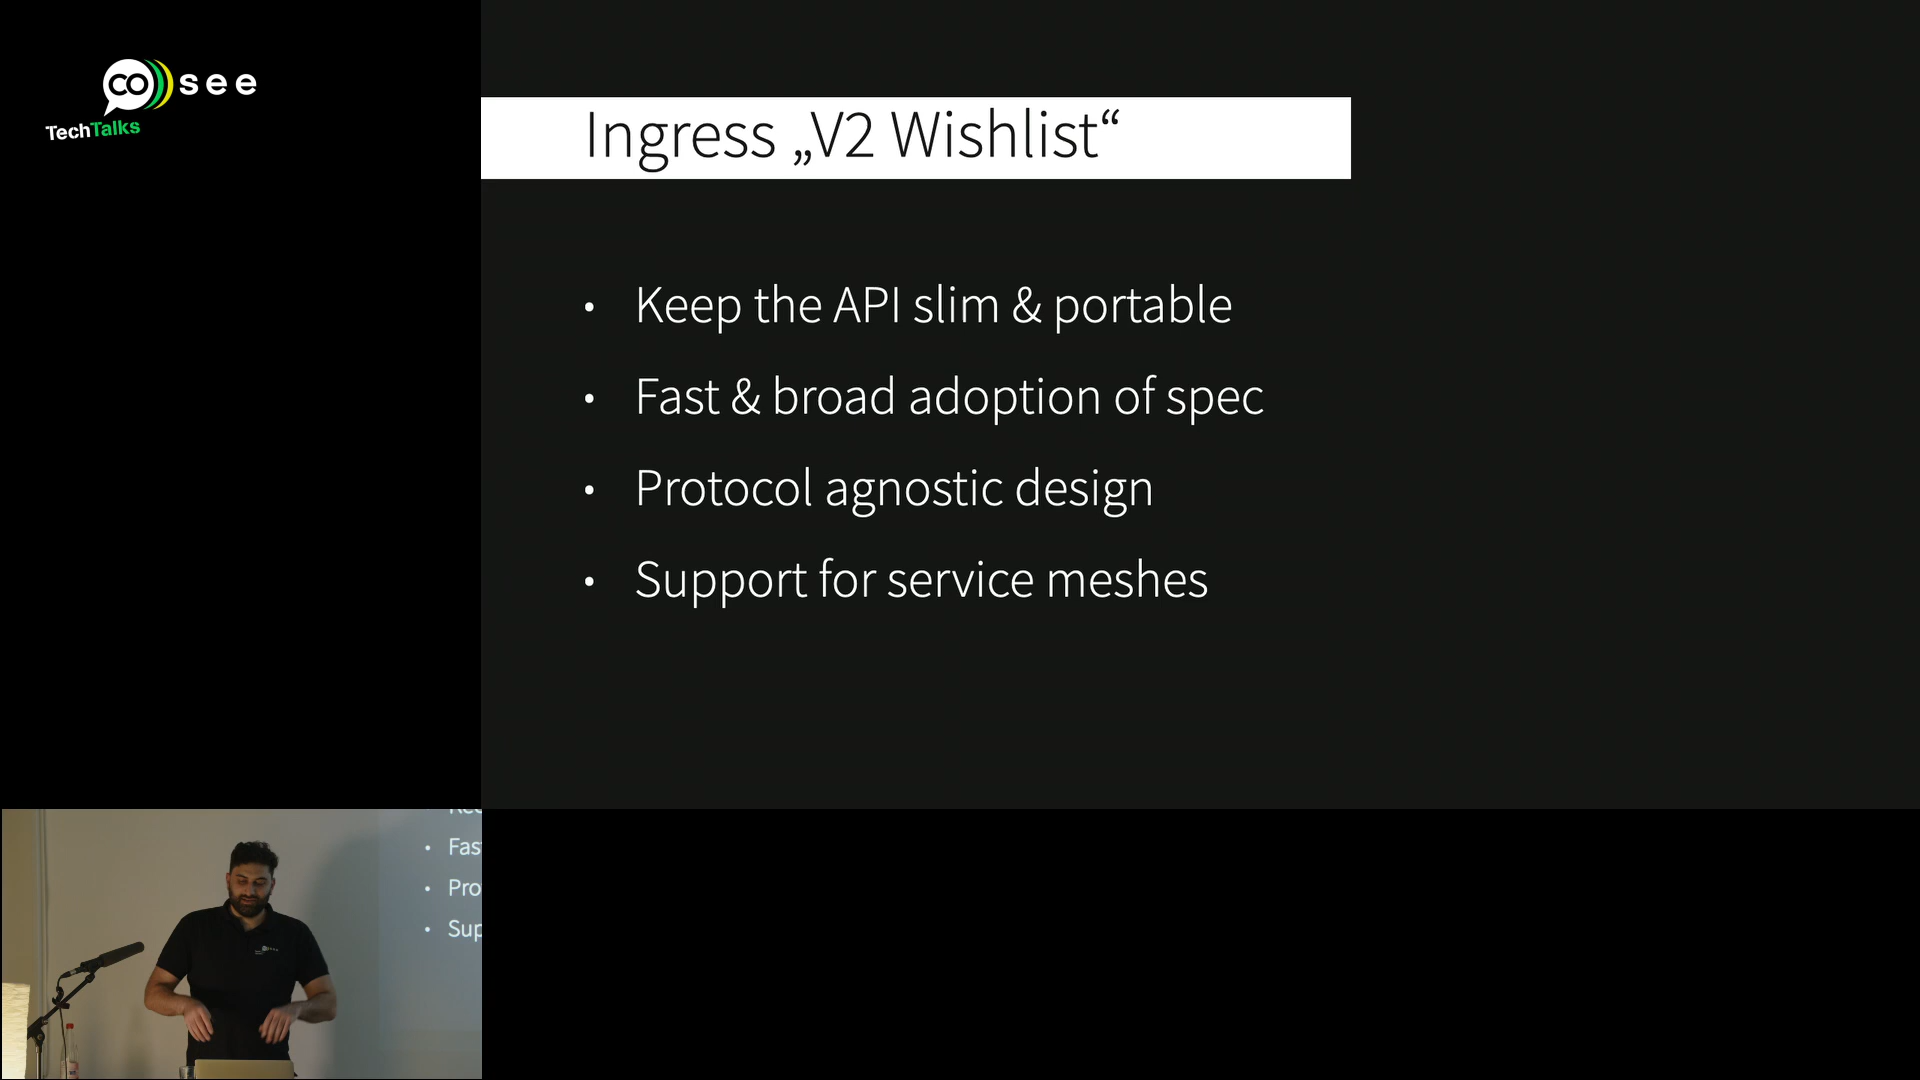 co see
TechTalks
Ingress „V2 Wishlist“
• Keep the API slim & portable
• Fast & broad adoption of spec
• Protocol agnostic design
• Support for service meshes
• Fas
• Pro
• Sup